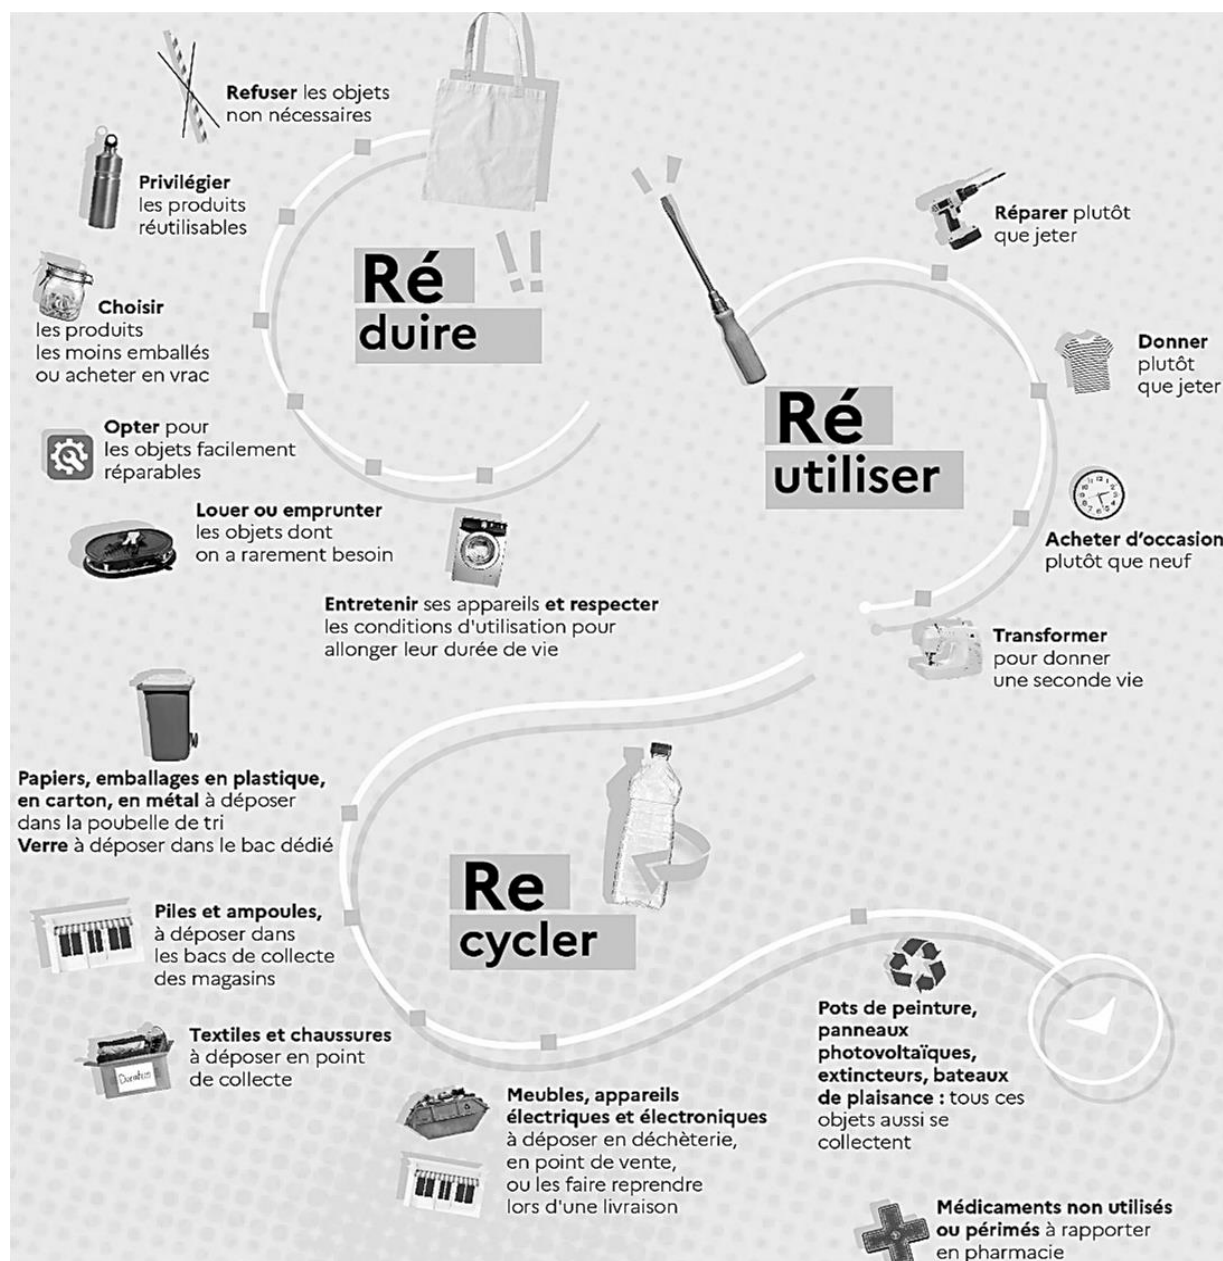 Refuser les objets
non nécessaires
Privilégier
les produits
réutilisables
Choisir
les produits
les moins emballés
ou acheter en vrac
Opter pour
les objets facilement
réparables
Louer ou emprunter
les objets dont
on a rarement besoin
Entretenir ses appareils et respecter
les conditions d'utilisation pour
allonger leur durée de vie
Ré
duire
Réparer plutôt
que jeter
Donner
plutôt
que jeter
Acheter d'occasion
plutôt que neuf
Transformer
pour donner
une seconde vie
Ré
utiliser
Papiers, emballages en plastique,
en carton, en métal à déposer
dans la poubelle de tri
Verre à déposer dans le bac dédié
Piles et ampoules,
à déposer dans
les bacs de collecte
des magasins
Textiles et chaussures
à déposer en point
de collecte
Meubles, appareils
électriques et électroniques
à déposer en déchèterie,
en point de vente,
ou les faire reprendre
lors d'une livraison
Re
cycler
Pots de peinture,
panneaux
photovoltaïques,
extincteurs, bateaux
de plaisance : tous ces
objets aussi se
collectent
Médicaments non utilisés
ou périmés à rapporter
en pharmacie